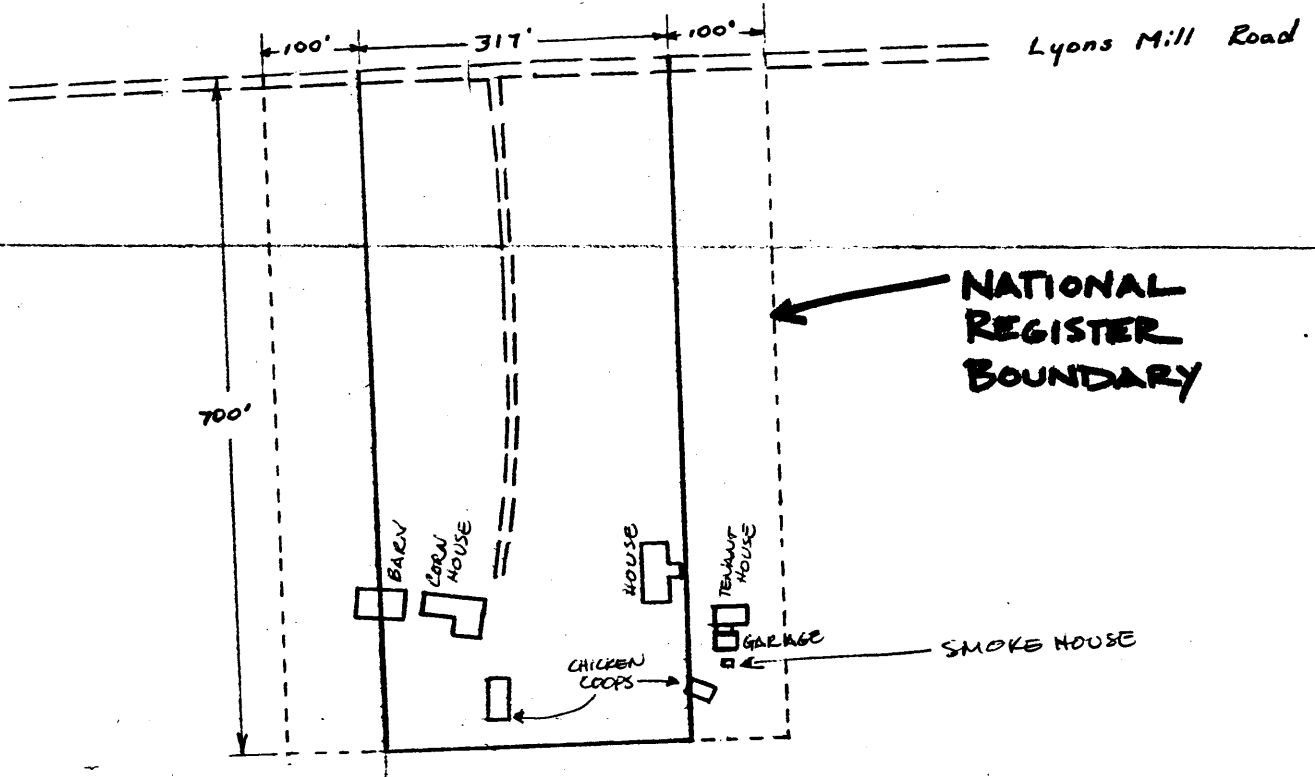 100' 317' 100' Lyons Mill Road
NATIONAL
REGISTER
BOUNDARY
700'
BARN
CORN
HOUSE
HOUSE
TENANT
HOUSE
GARAGE
SMOKE HOUSE
CHICKEN
COOPS